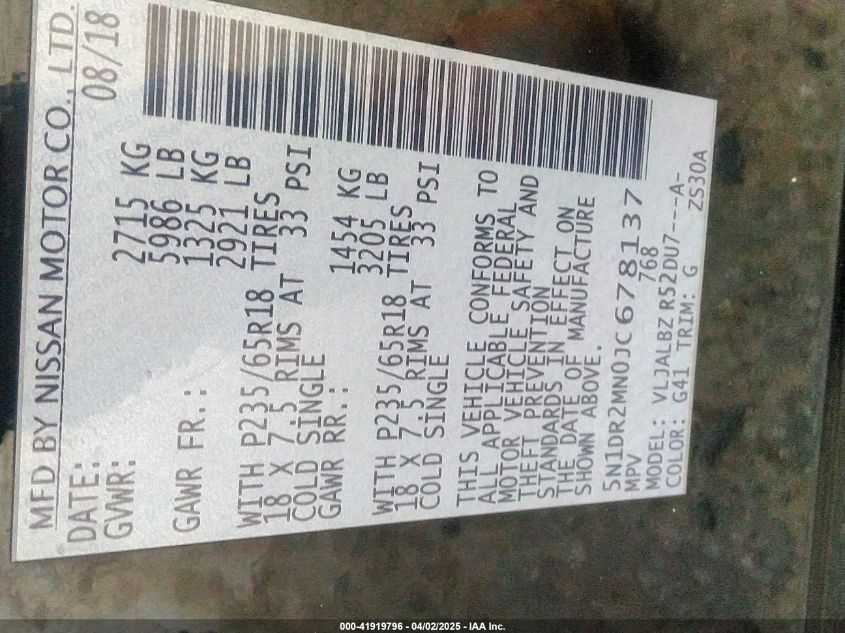 MFD BY NISSAN MOTOR CO., LTD.
DATE: 08/18
GVWR: 2715 KG
5986 LB
GAWR FR.: 1325 KG
2921 LB
WITH P235/65R18 TIRES
18 X 7.5 RIMS AT 33 PSI
COLD SINGLE
GAWR RR.: 1454 KG
3205 LB
WITH P235/65R18 TIRES
18 X 7.5 RIMS AT 33 PSI
COLD SINGLE
THIS VEHICLE CONFORMS TO
ALL APPLICABLE FEDERAL
MOTOR VEHICLE SAFETY AND
THEFT PREVENTION
STANDARDS IN EFFECT ON
THE DATE OF MANUFACTURE
SHOWN ABOVE.
5N1DR2MN0JC678137
MPV 768
MODEL: VLJALBZ R52DU7---A-
COLOR: G41 TRIM: G ZS30A
000-41919796 - 04/02/2025 - IAA Inc.